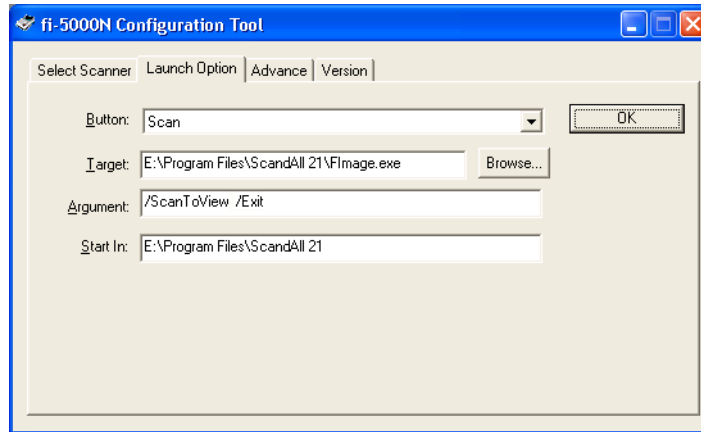 fi-5000N Configuration Tool
Select Scanner Launch Option Advance Version
Button: Scan OK
Target: E:\Program Files\ScandAll 21\FImage.exe Browse...
Argument: /ScanToView /Exit
Start In: E:\Program Files\ScandAll 21